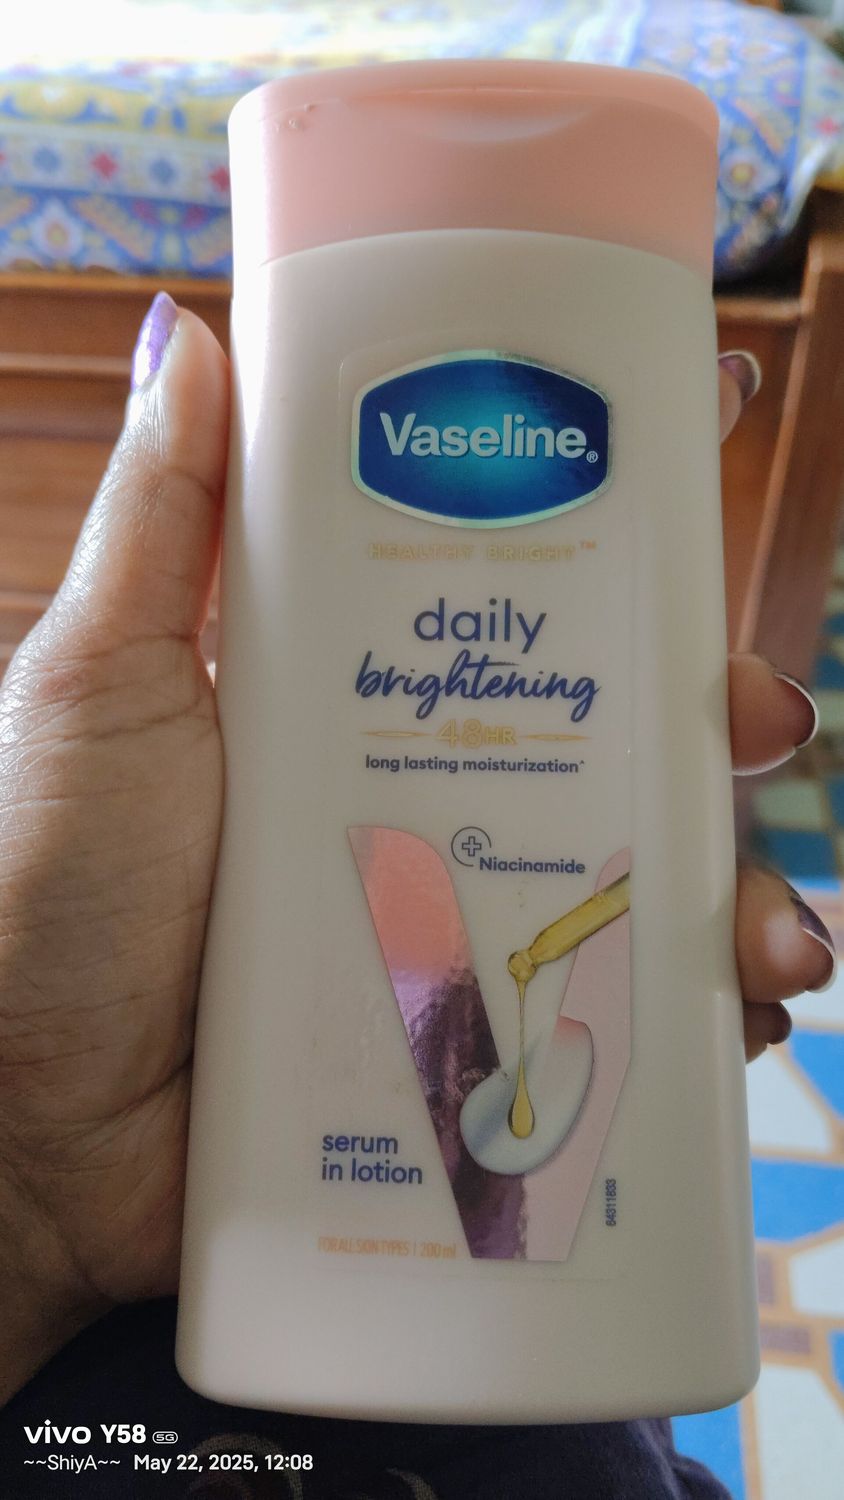 Vaseline®
HEALTHY BRIGHT™
daily
brightening
48HR
long lasting moisturization^
Niacinamide
serum
in lotion
64311833
FOR ALL SKIN TYPES | 200 ml
vivo Y58 5G
~~ShiyA~~ May 22, 2025, 12:08